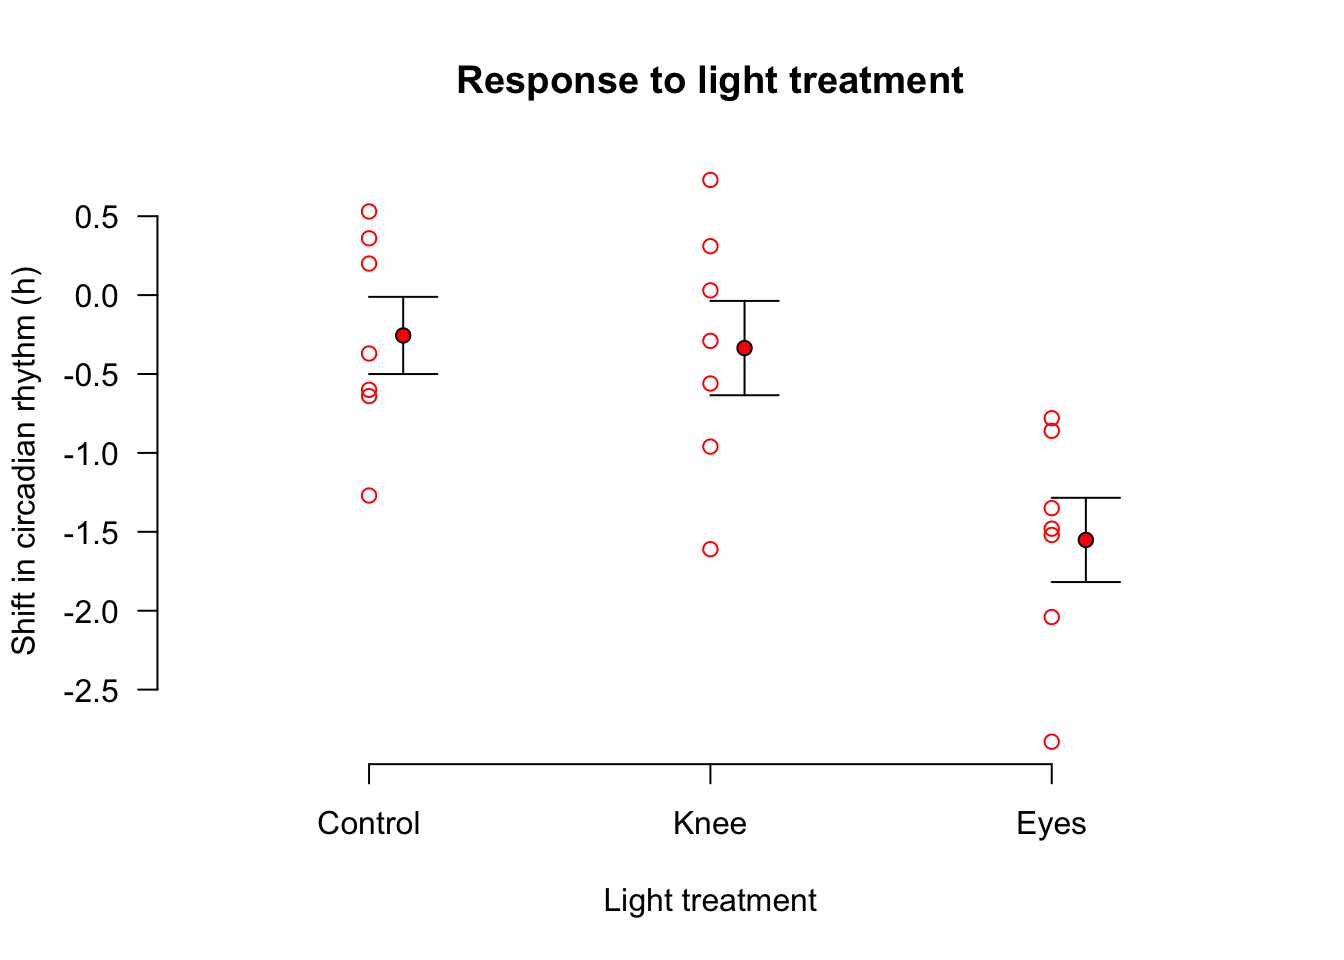 Response to light treatment
Shift in circadian rhythm (h)
0.5
0.0
-0.5
-1.0
-1.5
-2.0
-2.5
Control
Knee
Eyes
Light treatment